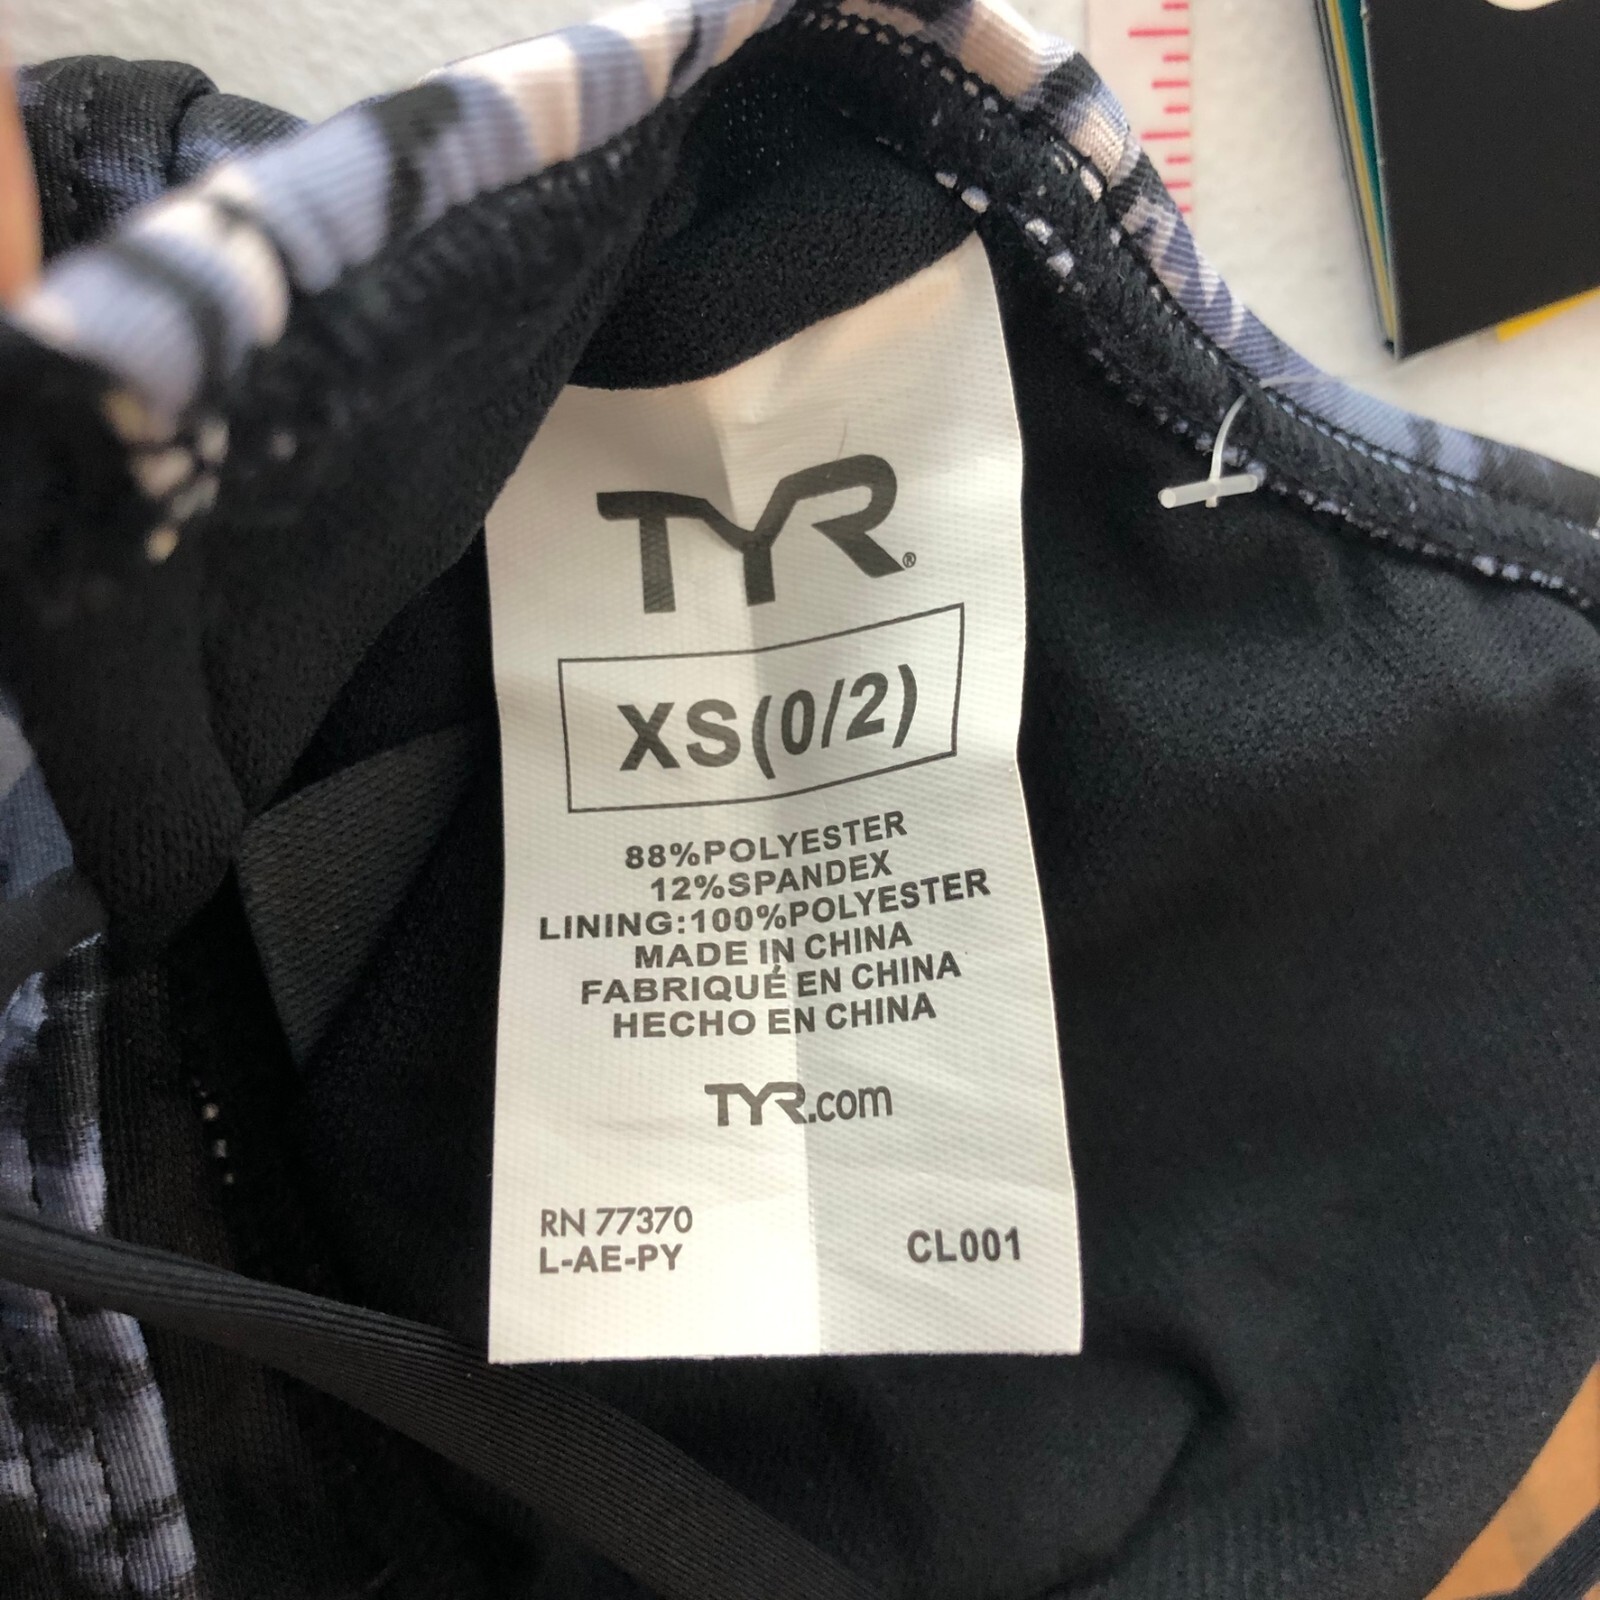 TYR®
XS(0/2)
88%POLYESTER
12%SPANDEX
LINING:100%POLYESTER
MADE IN CHINA
FABRIQUÉ EN CHINA
HECHO EN CHINA
TYR.com
RN 77370
L-AE-PY
CL001